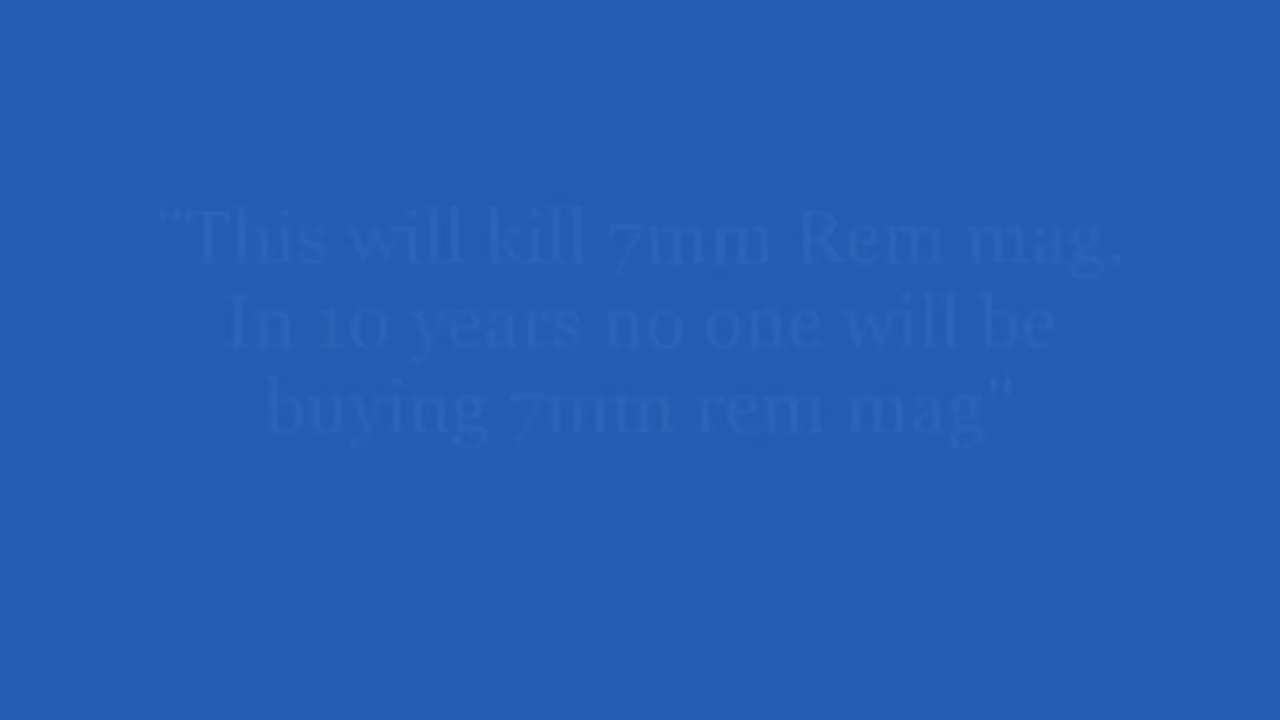 "This will kill 7mm Rem mag.
In 10 years no one will be
buying 7mm rem mag"